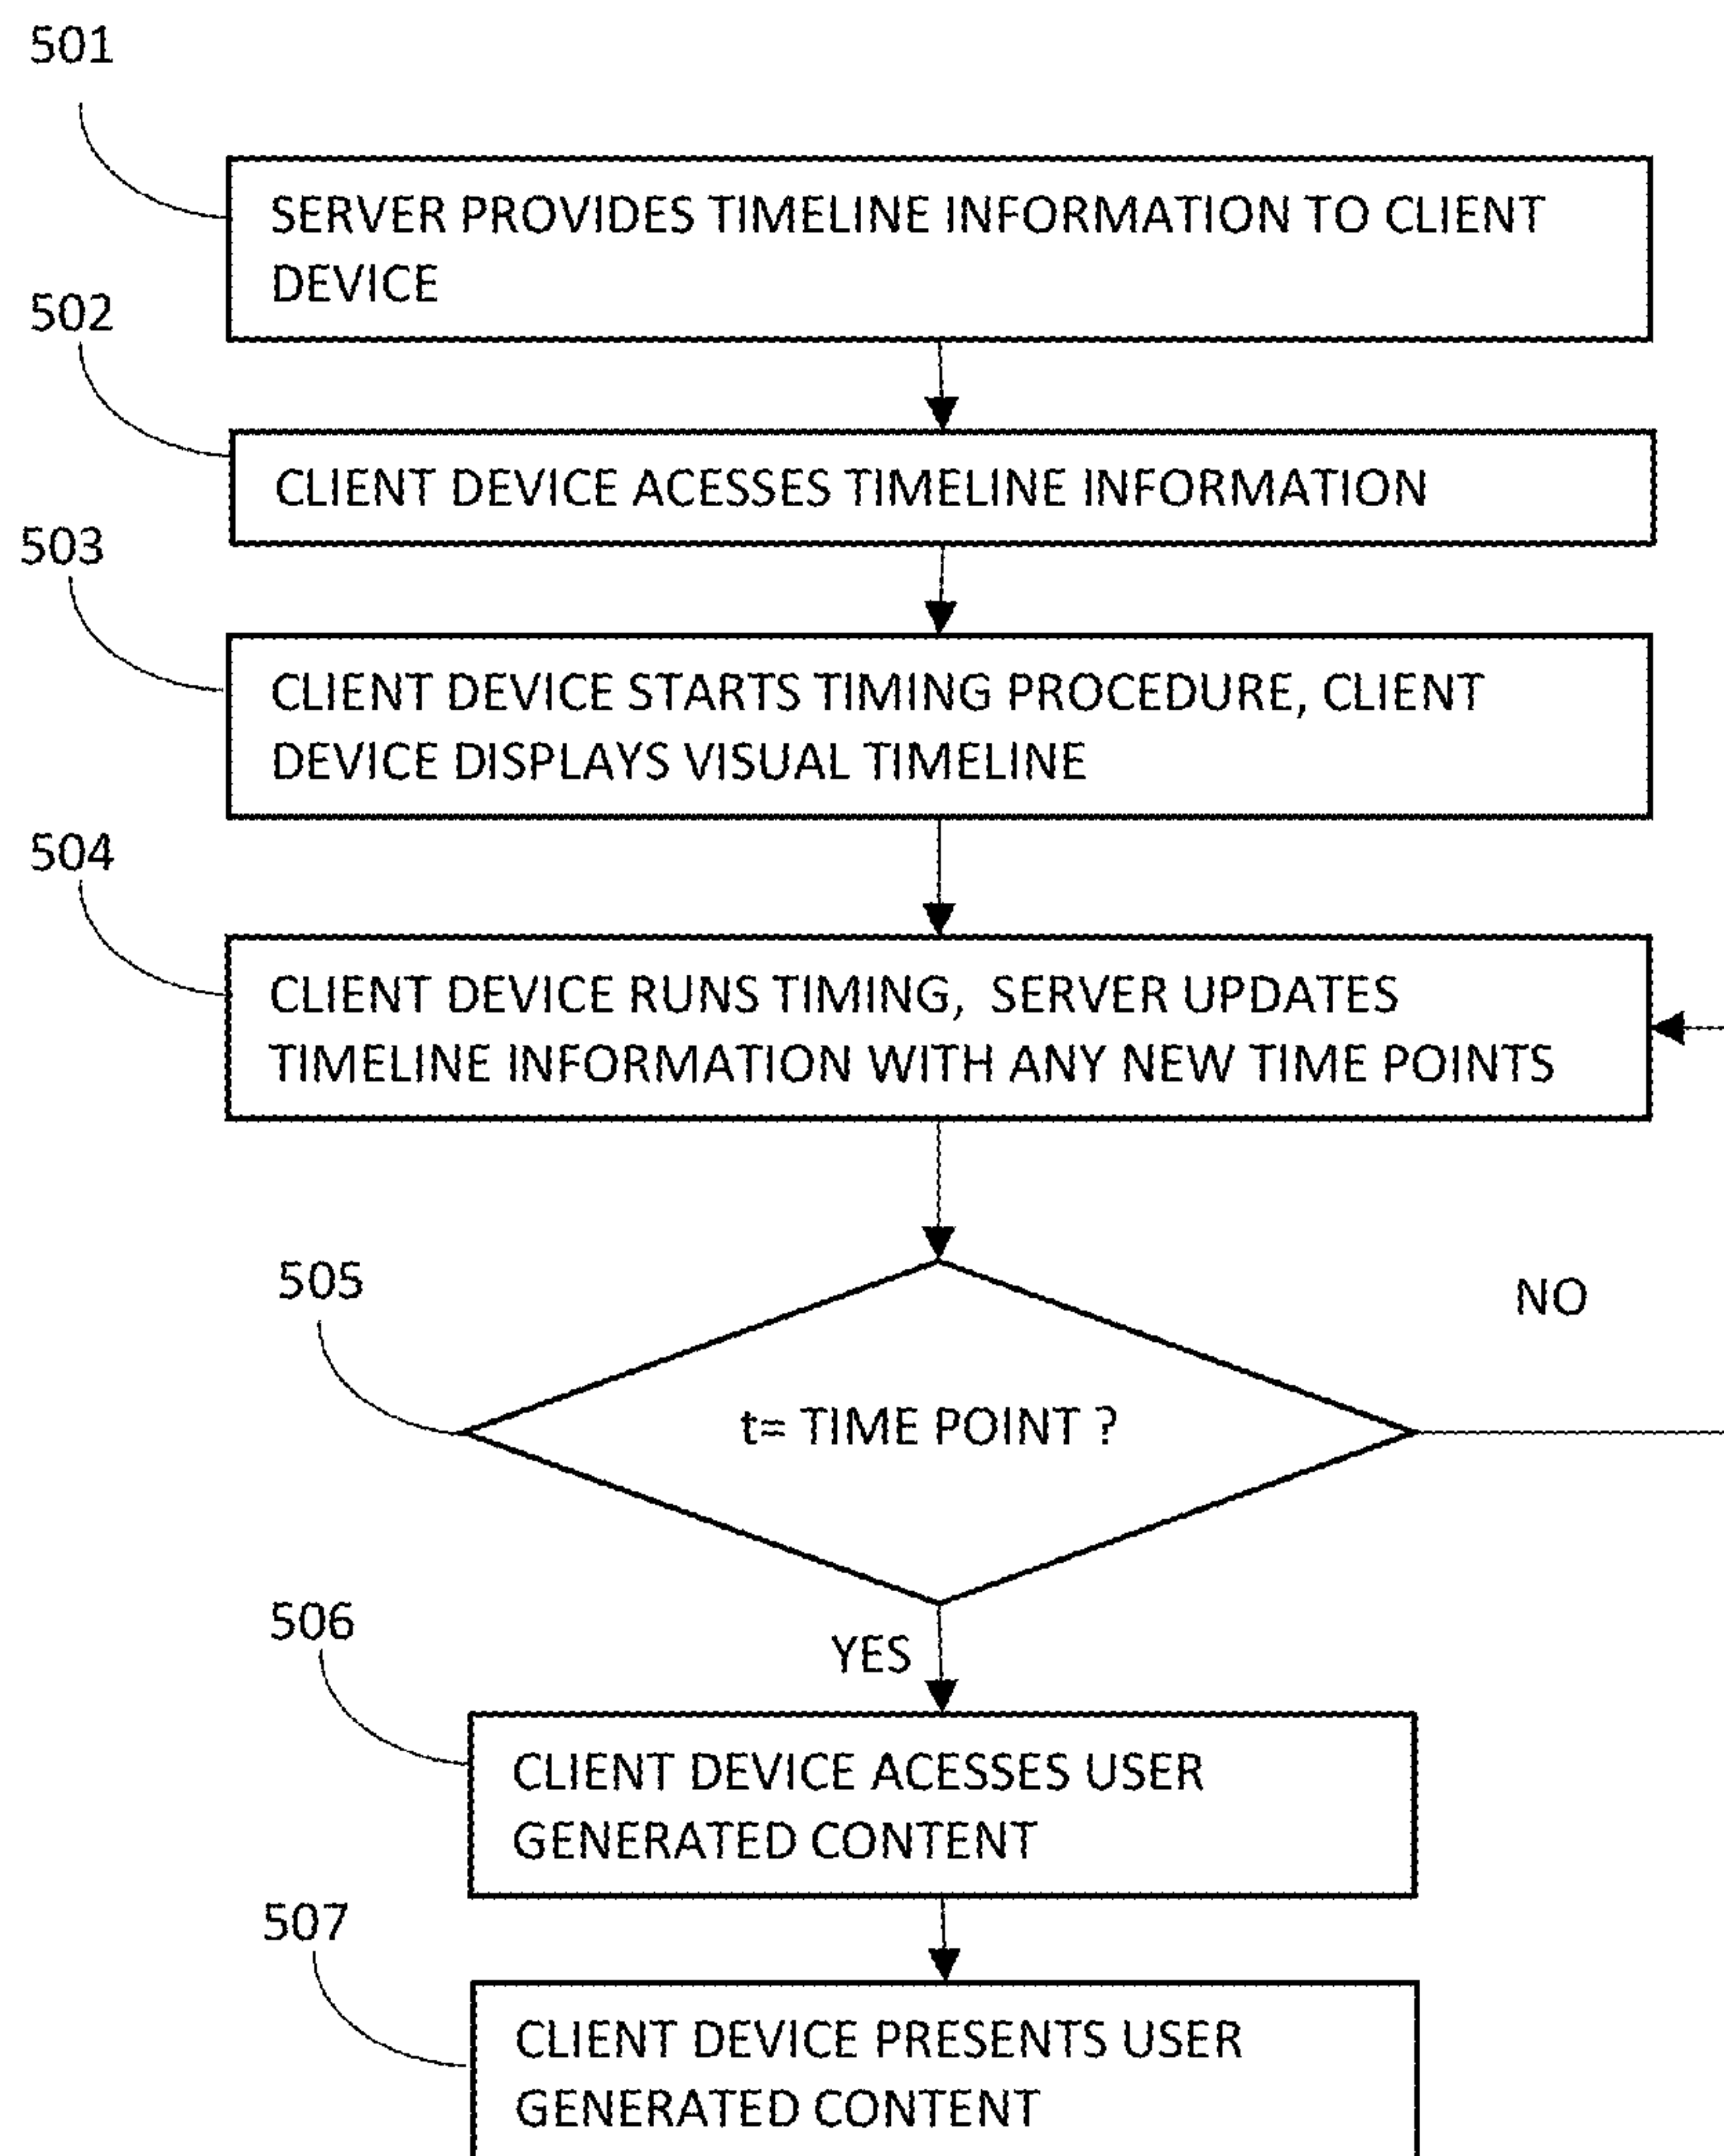 501
SERVER PROVIDES TIMELINE INFORMATION TO CLIENT
DEVICE
502
CLIENT DEVICE ACESSES TIMELINE INFORMATION
503
CLIENT DEVICE STARTS TIMING PROCEDURE, CLIENT
DEVICE DISPLAYS VISUAL TIMELINE
504
CLIENT DEVICE RUNS TIMING, SERVER UPDATES
TIMELINE INFORMATION WITH ANY NEW TIME POINTS
505
NO
t= TIME POINT ?
506
YES
CLIENT DEVICE ACESSES USER
GENERATED CONTENT
507
CLIENT DEVICE PRESENTS USER
GENERATED CONTENT